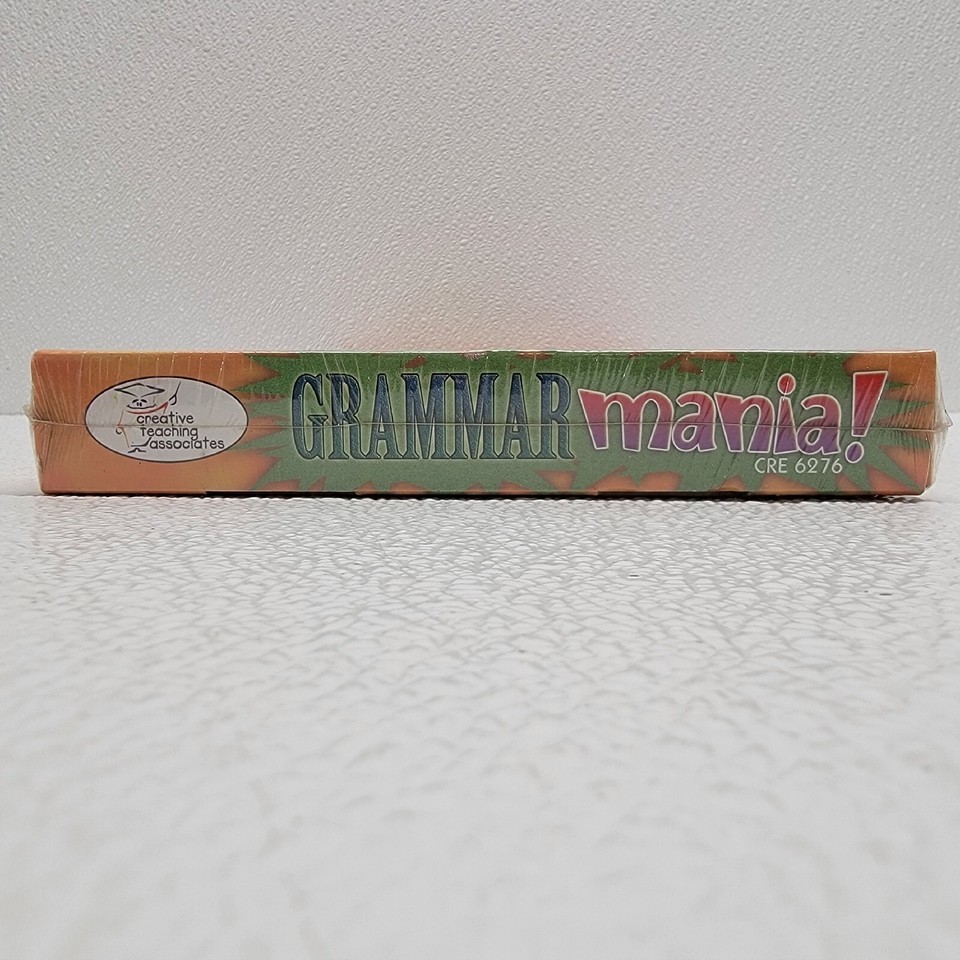 creative
teaching
associates
GRAMMAR mania!
CRE 6276